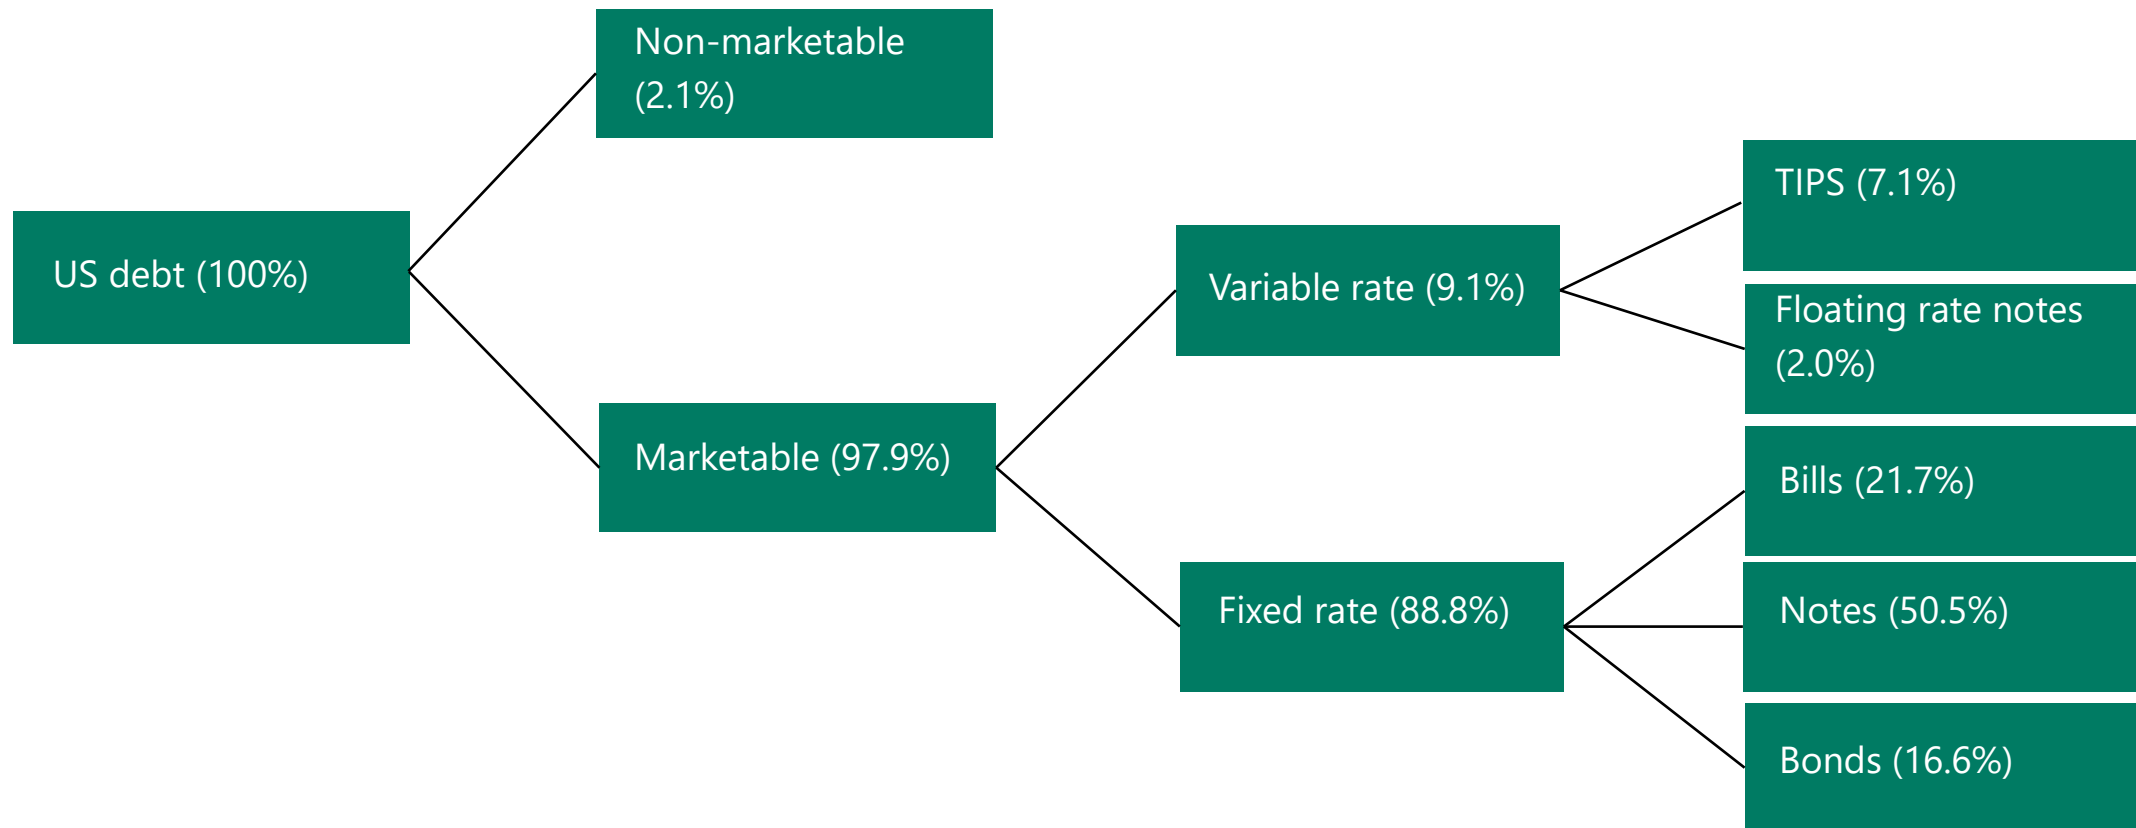 Non-marketable
(2.1%)
TIPS (7.1%)
US debt (100%)
Variable rate (9.1%)
Floating rate notes
(2.0%)
Marketable (97.9%)
Bills (21.7%)
Fixed rate (88.8%)
Notes (50.5%)
Bonds (16.6%)